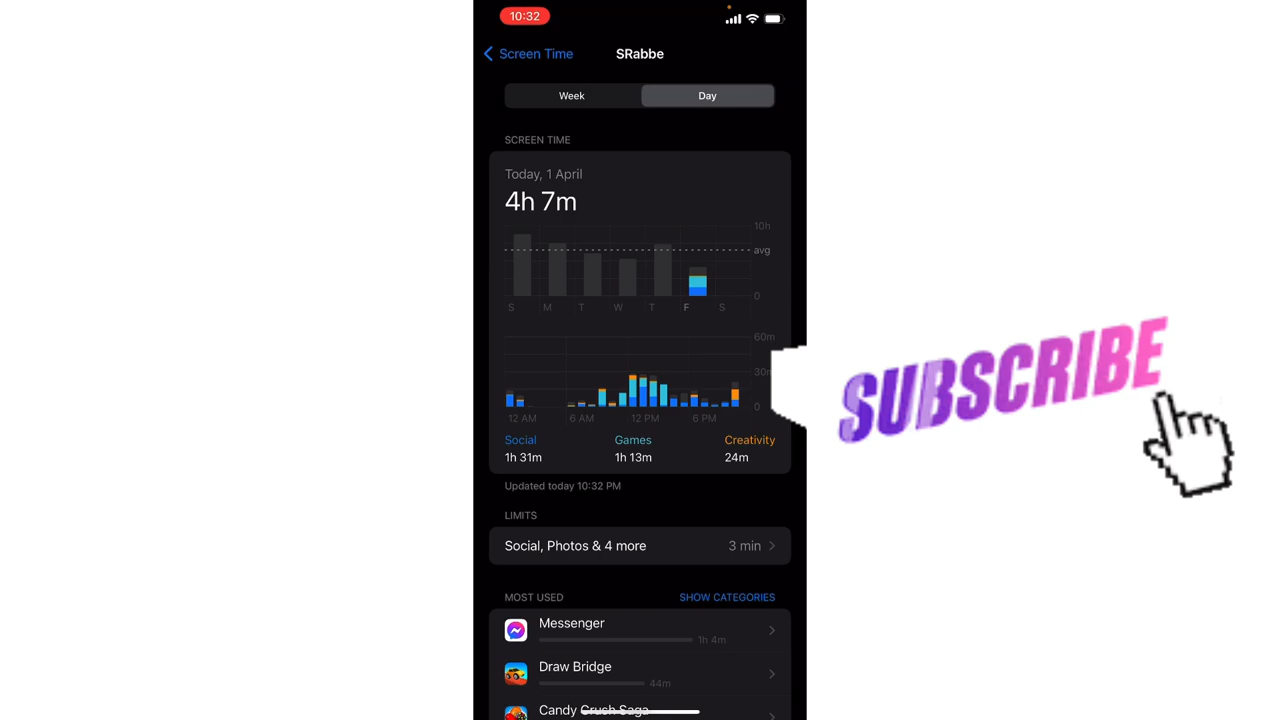 10:32
Screen Time
SRabbe
Week
Day
SCREEN TIME
Today, 1 April
4h 7m
10h
avg
0
S M T W T F S
60m
30m
0
12 AM 6 AM 12 PM 6 PM
Social Games Creativity
1h 31m 1h 13m 24m
Updated today 10:32 PM
LIMITS
Social, Photos & 4 more 3 min
MOST USED SHOW CATEGORIES
Messenger
1h 4m
Draw Bridge
44m
Candy Crush Saga
SUBSCRIBE